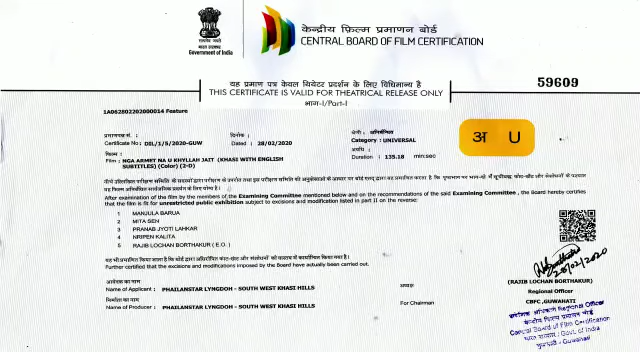 केन्द्रीय फ़िल्म प्रमाणन बोर्ड
CENTRAL BOARD OF FILM CERTIFICATION
भारत सरकार
Government of India
यह प्रमाण पत्र केवल थियेटर प्रदर्शन के लिए विधिमान्य है
THIS CERTIFICATE IS VALID FOR THEATRICAL RELEASE ONLY
भाग-I/Part-I
59609
1A062802202000014 Feature
प्रमाणपत्र सं. :
Certificate No: DIL/1/5/2020-GUW
दिनांक :
Dated : 28/02/2020
श्रेणी : अनिर्बन्धित
Category : UNIVERSAL
अवधि :
Duration : 135.18 min:sec
अ U
फिल्म :
Film : NGA ARMET NA U KHYLLAH JAIT (KHASI WITH ENGLISH
SUBTITLES) (Color) (2-D)
After examination of the film by the members of the Examining Committee mentioned below and on the recommendations of the said Examining Committee , the Board hereby certifies
that the film is fit for unrestricted public exhibition subject to excisions and modification listed in part II on the reverse:
1 MANJULA BARUA
2 MITA SEN
3 PRANAB JYOTI LAHKAR
4 NRIPEN KALITA
5 RAJIB LOCHAN BORTHAKUR ( E.O. )
Further certified that the excisions and modifications imposed by the Board have actually been carried out.
आवेदक का नाम
Name of Applicant : PHAILANSTAR LYNGDOH - SOUTH WEST KHASI HILLS
निर्माता का नाम
Name of Producer : PHAILANSTAR LYNGDOH - SOUTH WEST KHASI HILLS
अध्यक्ष
For Chairman
28/02/2020
(RAJIB LOCHAN BORTHAKUR)
Regional Officer
CBFC ,GUWAHATI
Regional Officer
Central Board of Film Certification
Govt. of India
Guwahati